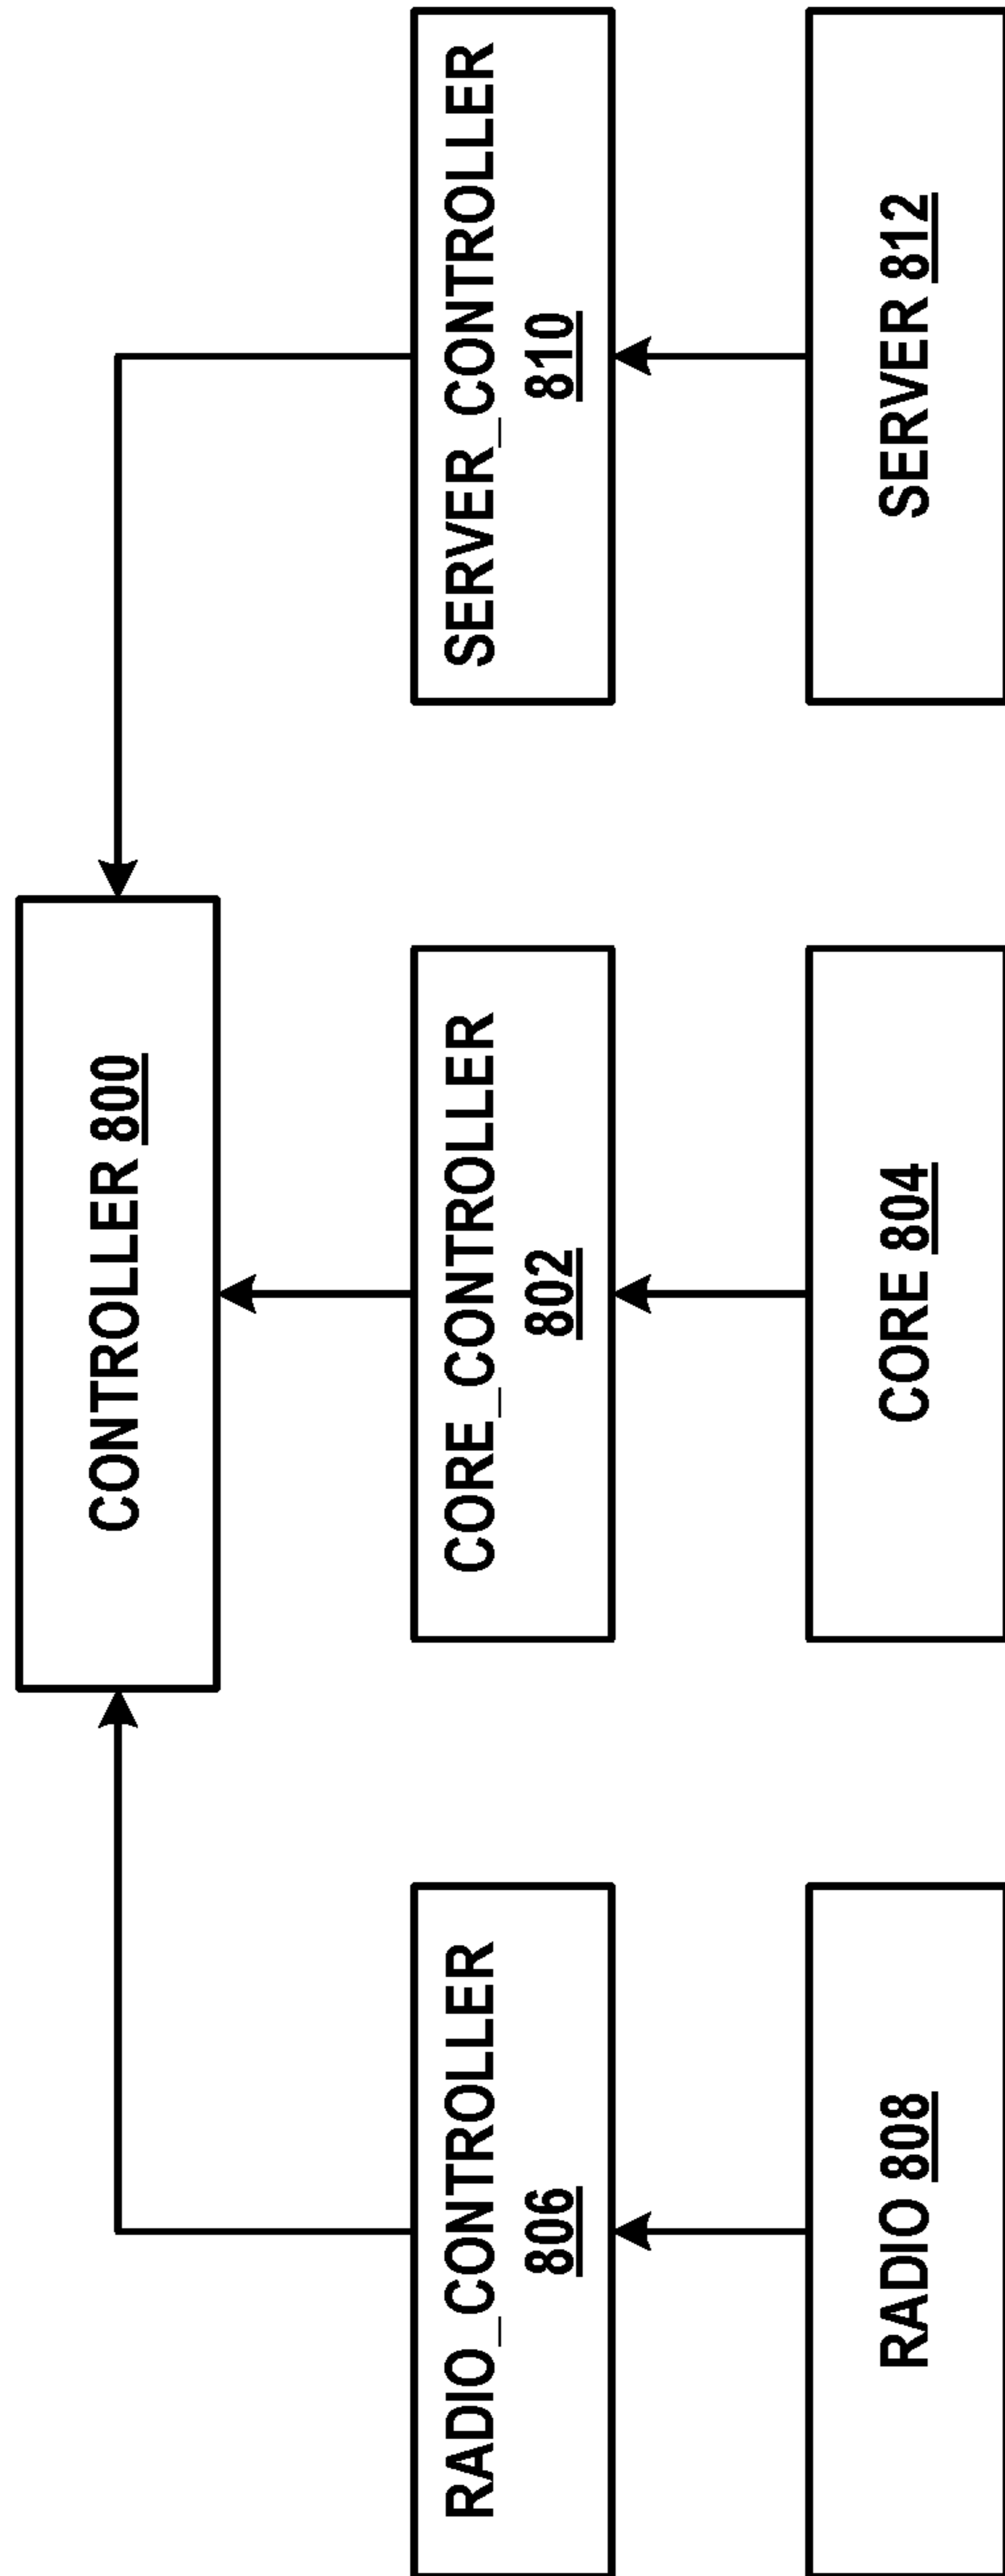 CONTROLLER 800
RADIO_CONTROLLER
806
CORE_CONTROLLER
802
SERVER_CONTROLLER
810
RADIO 808
CORE 804
SERVER 812